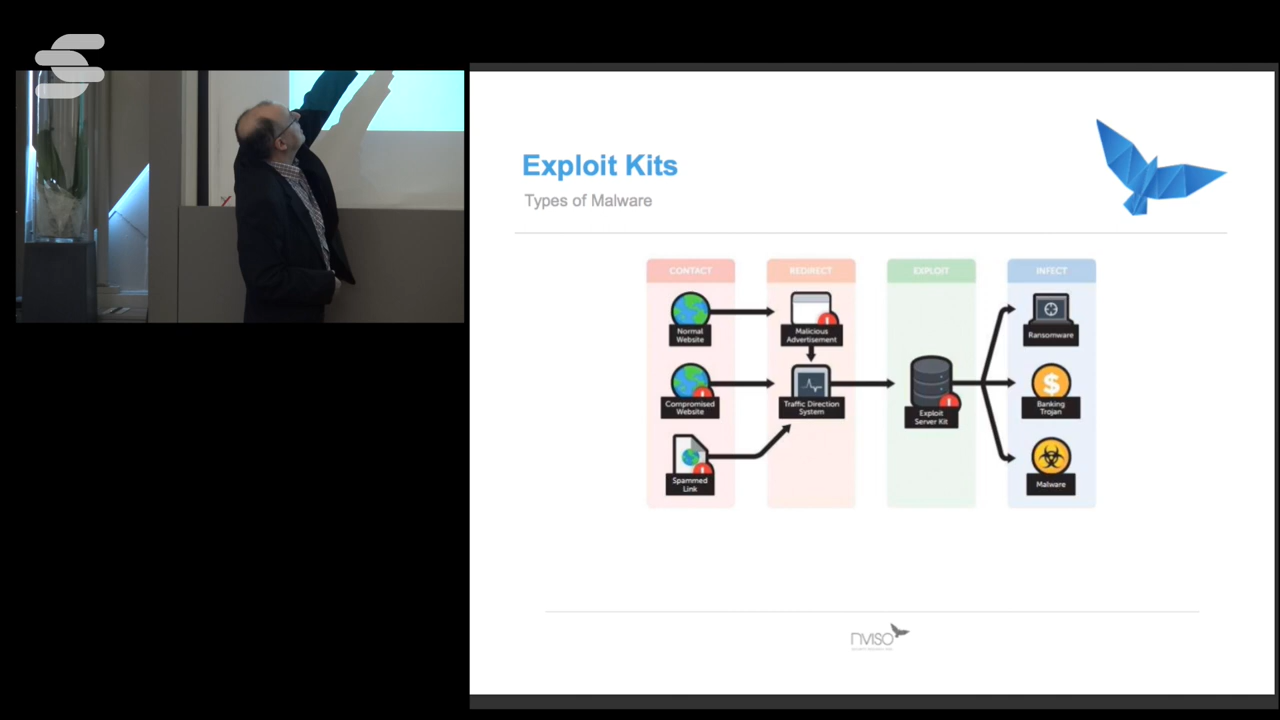 Exploit Kits
Types of Malware
CONTACT
REDIRECT
EXPLOIT
INFECT
Normal
Website
Malicious
Advertisement
Ransomware
Compromised
Website
Traffic Direction
System
Exploit
Server Kit
Banking
Trojan
Spammed
Link
Malware
NVISO